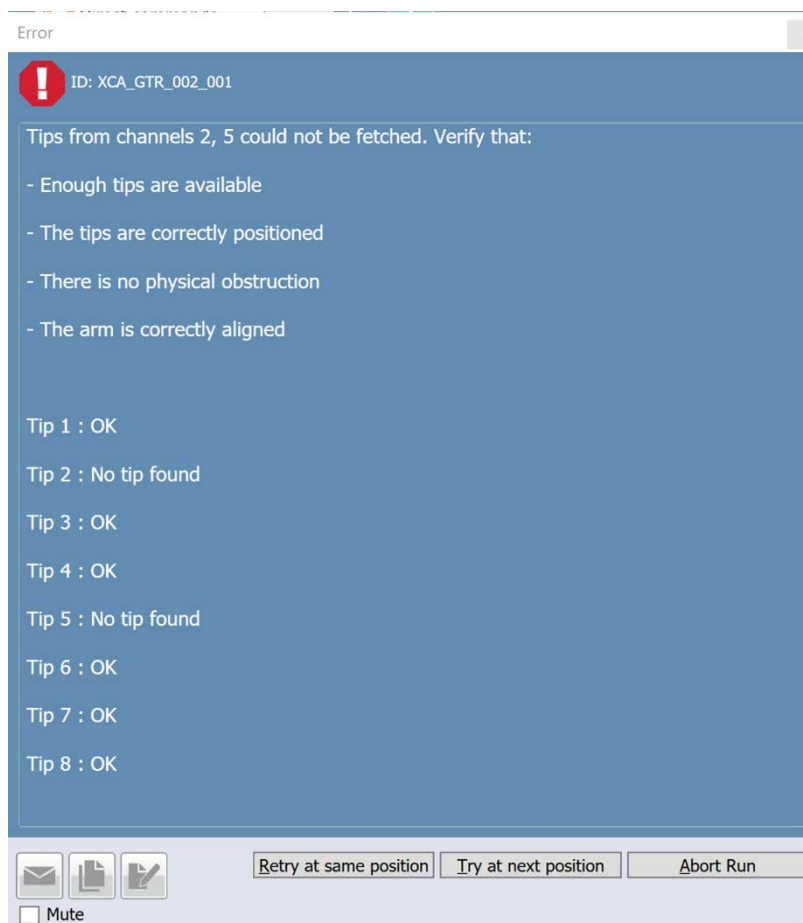 Error
ID: XCA_GTR_002_001
Tips from channels 2, 5 could not be fetched. Verify that:
- Enough tips are available
- The tips are correctly positioned
- There is no physical obstruction
- The arm is correctly aligned
Tip 1 : OK
Tip 2 : No tip found
Tip 3 : OK
Tip 4 : OK
Tip 5 : No tip found
Tip 6 : OK
Tip 7 : OK
Tip 8 : OK
Retry at same position Try at next position Abort Run
Mute